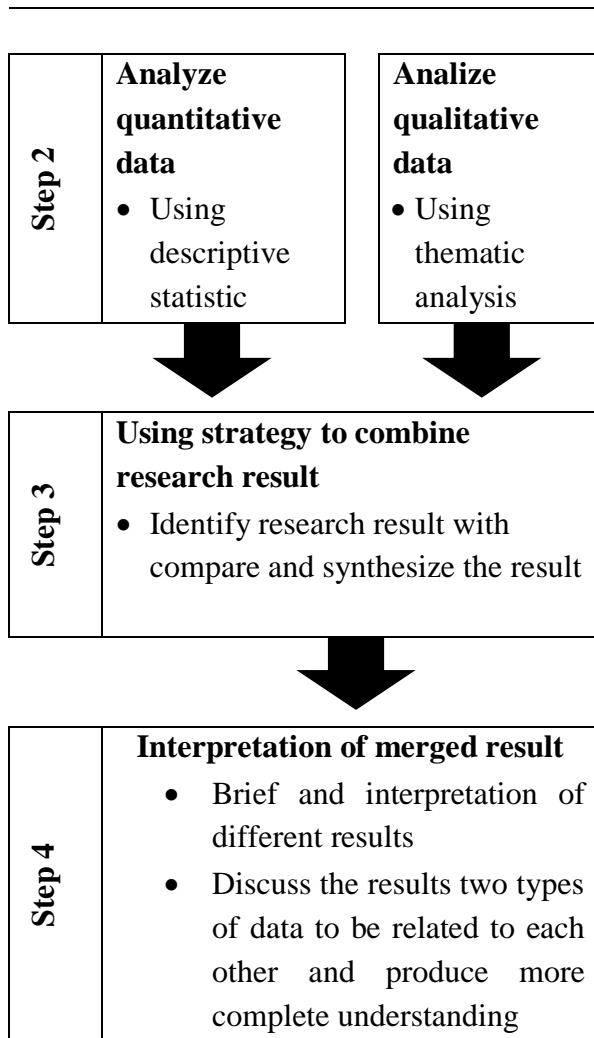 Step 2
Analyze
quantitative
data
• Using
descriptive
statistic
Analize
qualitative
data
• Using
thematic
analysis
Step 3
Using strategy to combine
research result
• Identify research result with
compare and synthesize the result
Step 4
Interpretation of merged result
• Brief and interpretation of
different results
• Discuss the results two types
of data to be related to each
other and produce more
complete understanding